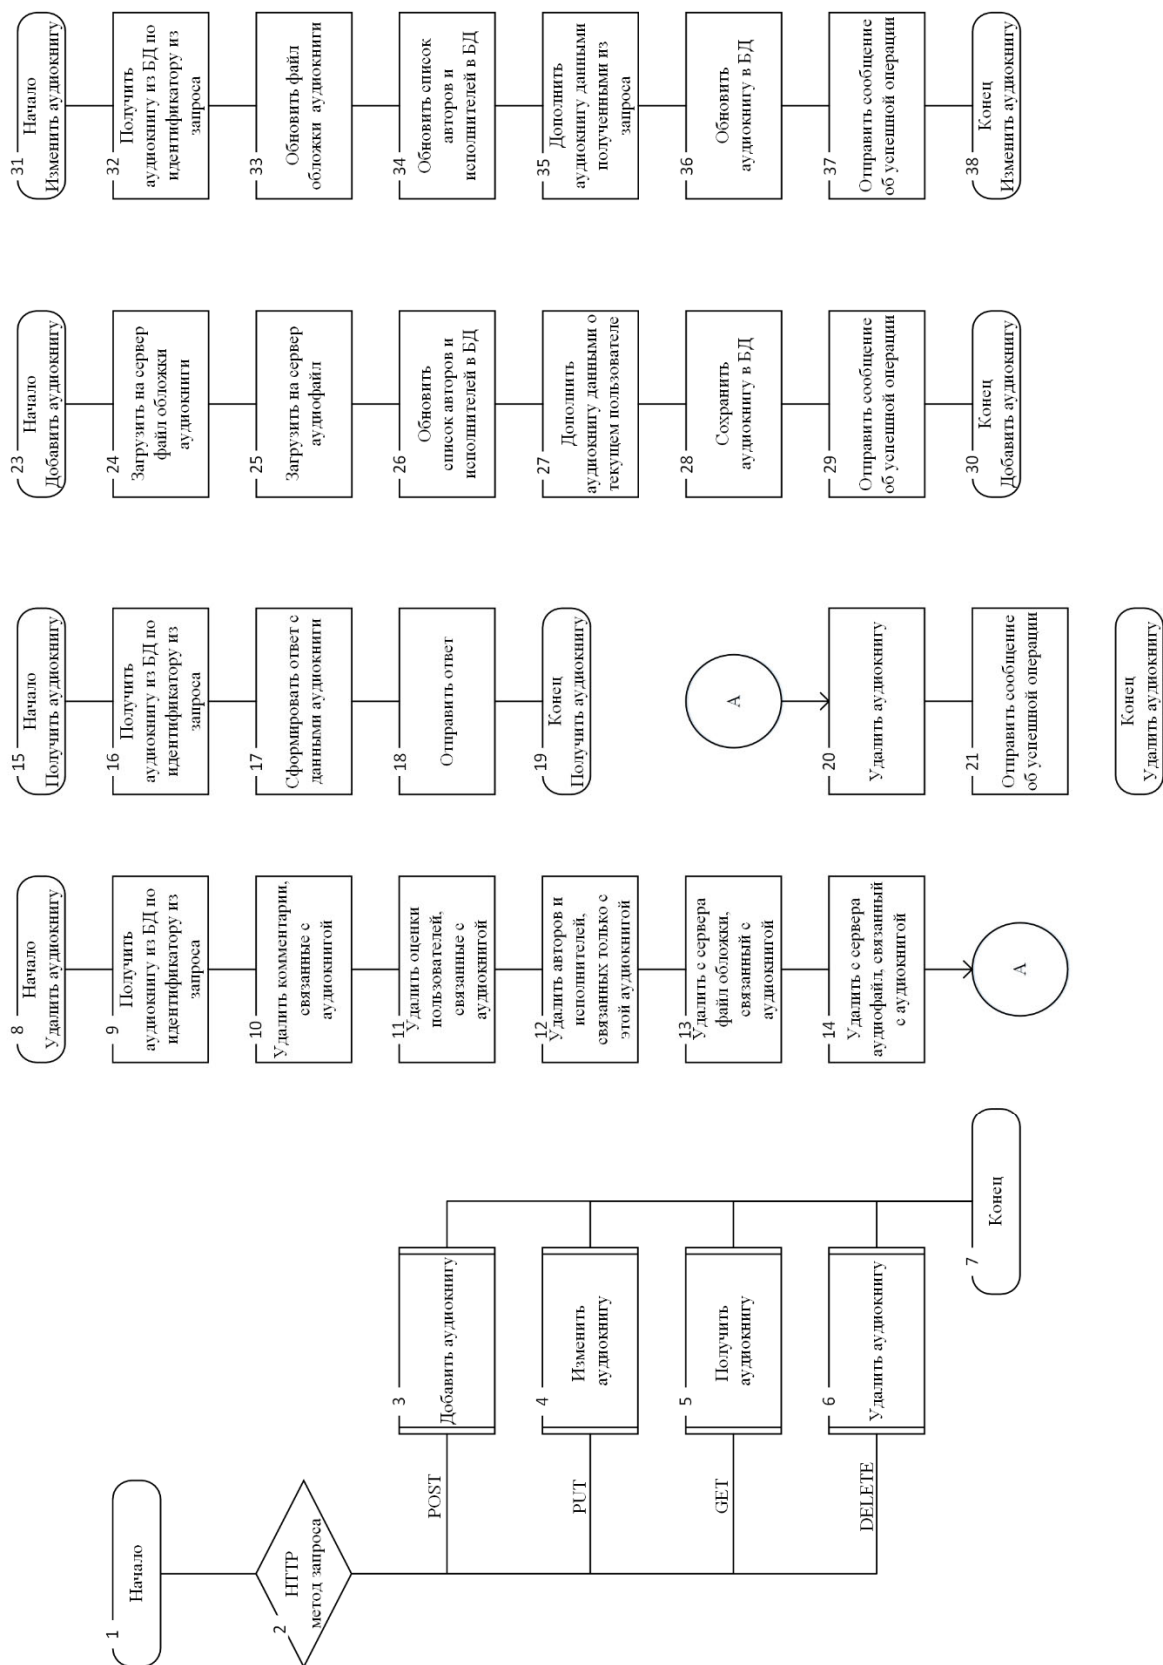 1
Начало
2
HTTP
метод запроса
POST
3
Добавить аудиокнигу
PUT
4
Изменить
аудиокнигу
GET
5
Получить
аудиокнигу
DELETE
6
Удалить аудиокнигу
7
Конец
8
Начало
Удалить аудиокнигу
9
Получить
аудиокнигу из БД по
идентификатору из
запроса
10
Удалить комментарии,
связанные с
аудиокнигой
11
Удалить оценки
пользователей,
связанные с
аудиокнигой
12
Удалить авторов и
исполнителей,
связанных только с
этой аудиокнигой
13
Удалить с сервера
файл обложки,
связанный с
аудиокнигой
14
Удалить с сервера
аудиофайл, связанный
с аудиокнигой
А
15
Начало
Получить аудиокнигу
16
Получить
аудиокнигу из БД по
идентификатору из
запроса
17
Сформировать ответ с
данными аудиокниги
18
Отправить ответ
19
Конец
Получить аудиокнигу
А
20
Удалить аудиокнигу
21
Отправить сообщение
об успешной операции
Конец
Удалить аудиокнигу
23
Начало
Добавить аудиокнигу
24
Загрузить на сервер
файл обложки
аудиокниги
25
Загрузить на сервер
аудиофайл
26
Обновить
список авторов и
исполнителей в БД
27
Дополнить
аудиокнигу данными о
текущем пользователе
28
Сохранить
аудиокнигу в БД
29
Отправить сообщение
об успешной операции
30
Конец
Добавить аудиокнигу
31
Начало
Изменить аудиокнигу
32
Получить
аудиокнигу из БД по
идентификатору из
запроса
33
Обновить файл
обложки аудиокниги
34
Обновить список
авторов и
исполнителей в БД
35
Дополнить
аудиокнигу данными
полученными из
запроса
36
Обновить
аудиокнигу в БД
37
Отправить сообщение
об успешной операции
38
Конец
Изменить аудиокнигу